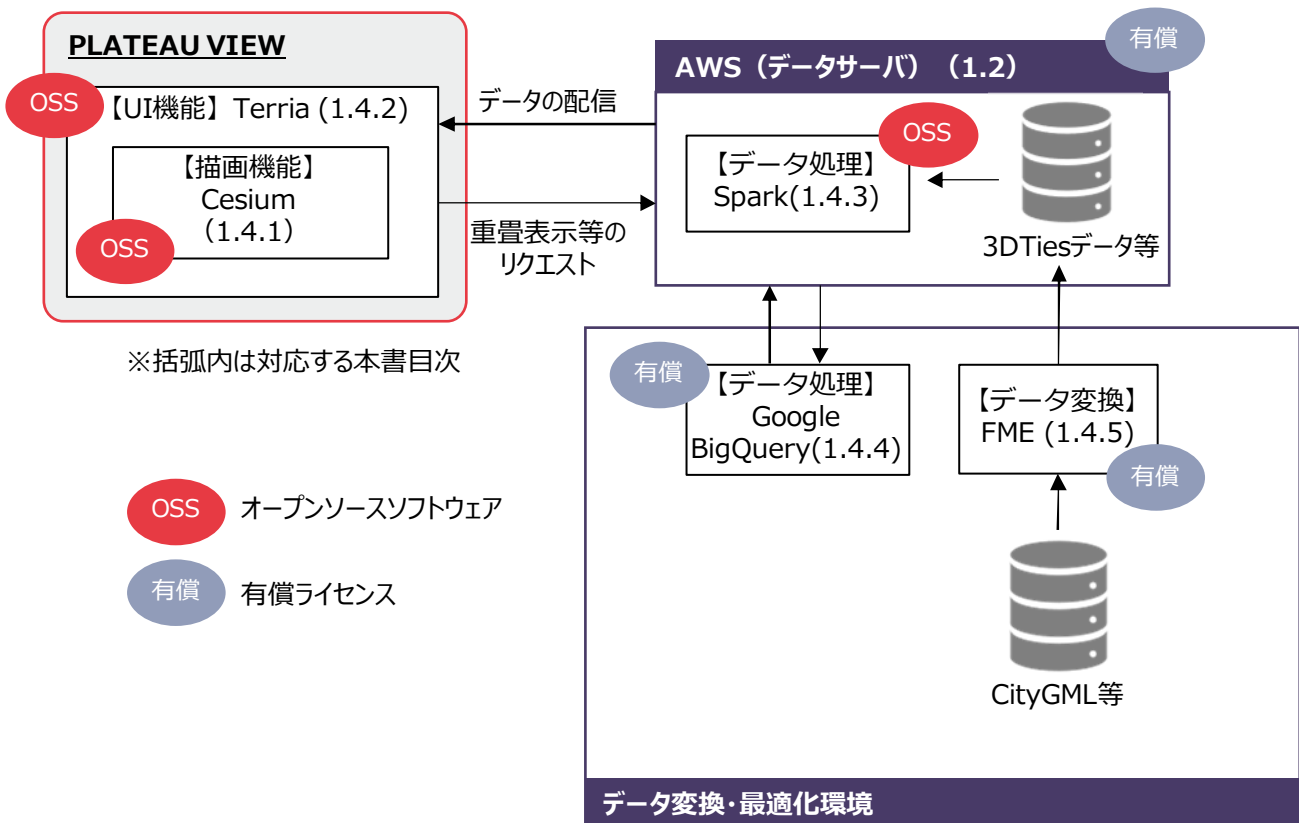 PLATEAU VIEW
OSS
【UI機能】 Terria (1.4.2)
【描画機能】
Cesium
(1.4.1)
OSS
データの配信
重畳表示等の
リクエスト
有償
AWS（データサーバ）（1.2）
OSS
【データ処理】
Spark(1.4.3)
3DTiesデータ等
※括弧内は対応する本書目次
有償
【データ処理】
Google
BigQuery(1.4.4)
【データ変換】
FME (1.4.5)
有償
CityGML等
OSS
オープンソースソフトウェア
有償
有償ライセンス
データ変換・最適化環境